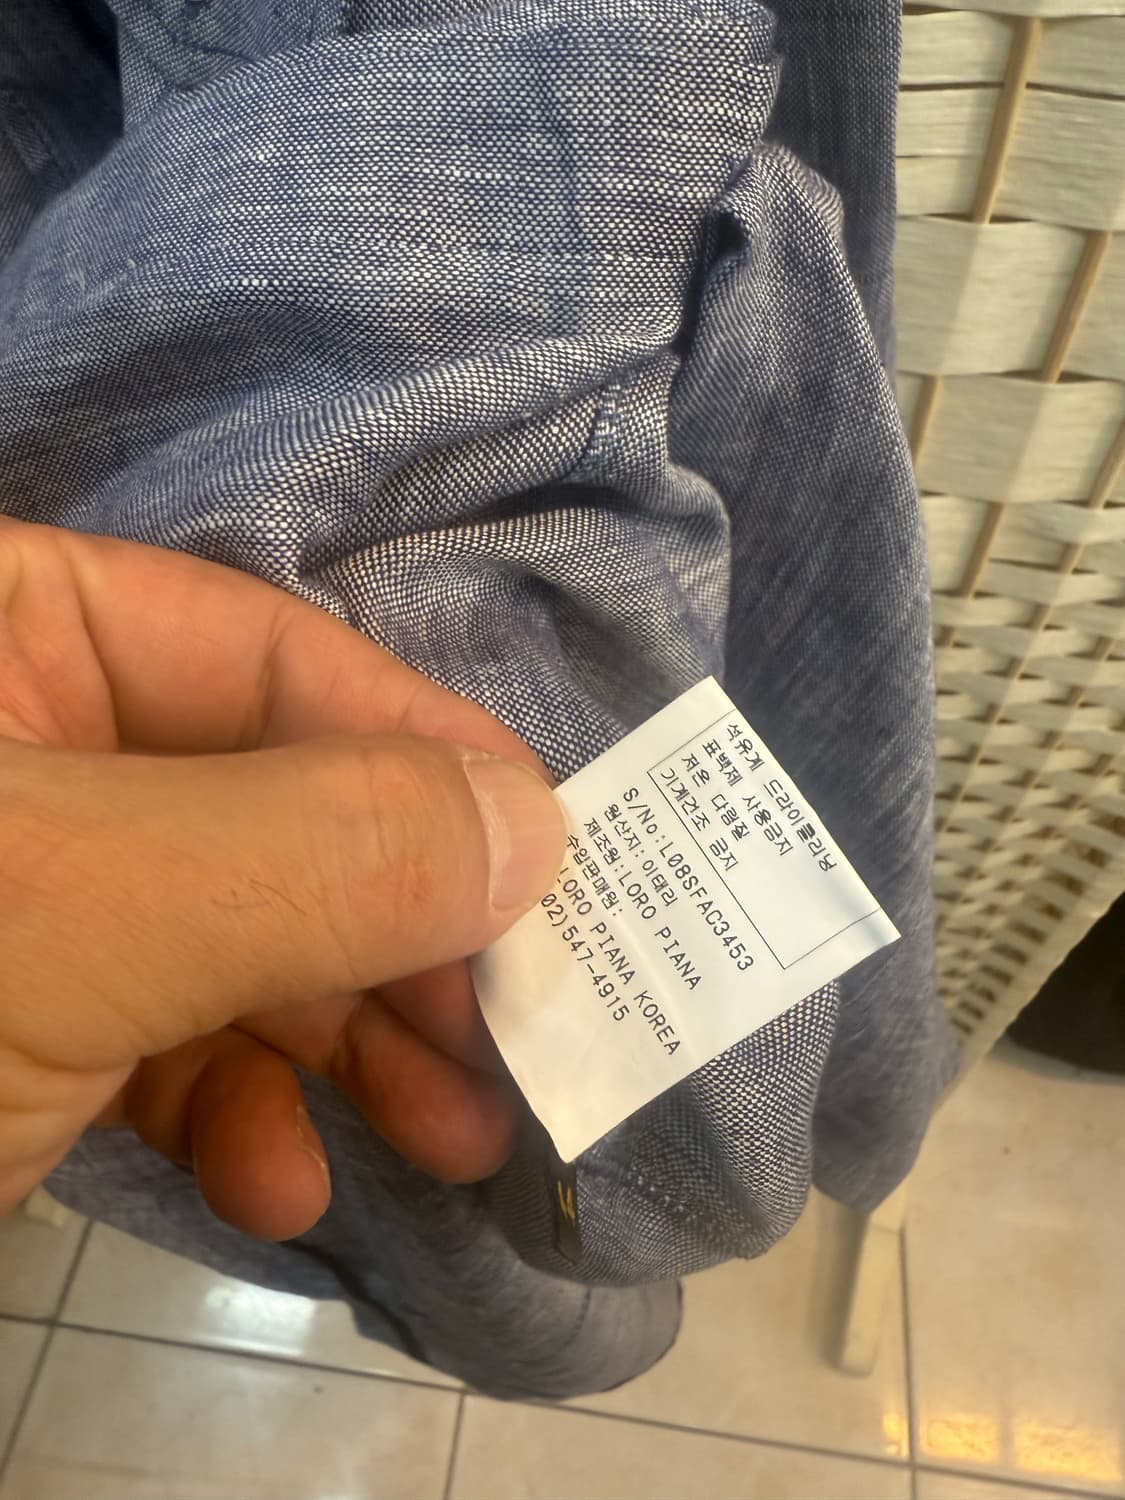 석유계 드라이클리닝
표백제 사용금지
저온 다림질
기계건조 금지
S/No:L08SFAC3453
원산지:이태리
제조원:LORO PIANA
수입판매원:
LORO PIANA KOREA
02)547-4915